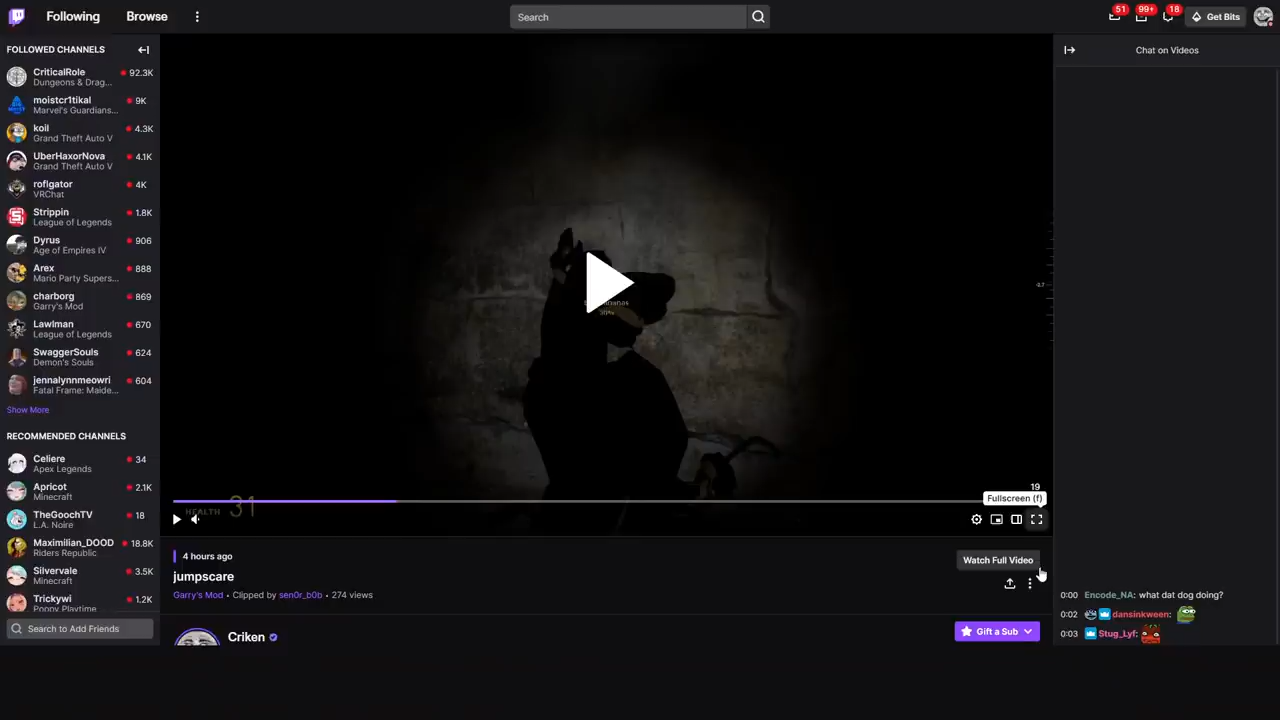 Following
Browse
Search
51
99+
18
Get Bits
FOLLOWED CHANNELS
CriticalRole
Dungeons & Drag...
92.3K
moistcr1tikal
Marvel's Guardians...
9K
koil
Grand Theft Auto V
4.3K
UberHaxorNova
Grand Theft Auto V
4.1K
roflgator
VRChat
4K
Strippin
League of Legends
1.8K
Dyrus
Age of Empires IV
906
Arex
Mario Party Supers...
888
charborg
Garry's Mod
869
Lawlman
League of Legends
670
SwaggerSouls
Demon's Souls
624
jennalynnmeowri
Fatal Frame: Maide...
604
Show More
RECOMMENDED CHANNELS
Celiere
Apex Legends
34
Apricot
Minecraft
2.1K
TheGoochTV
L.A. Noire
18
Maximilian_DOOD
Riders Republic
18.8K
Silvervale
Minecraft
3.5K
Trickywi
Poppy Playtime
1.2K
Search to Add Friends
HEALTH 31
19
Fullscreen (f)
4 hours ago
Watch Full Video
jumpscare
Garry's Mod • Clipped by sen0r_b0b • 274 views
Criken
Gift a Sub
Chat on Videos
0:00 Encode_NA: what dat dog doing?
0:02 dansinkween:
0:03 Stug_Lyf: